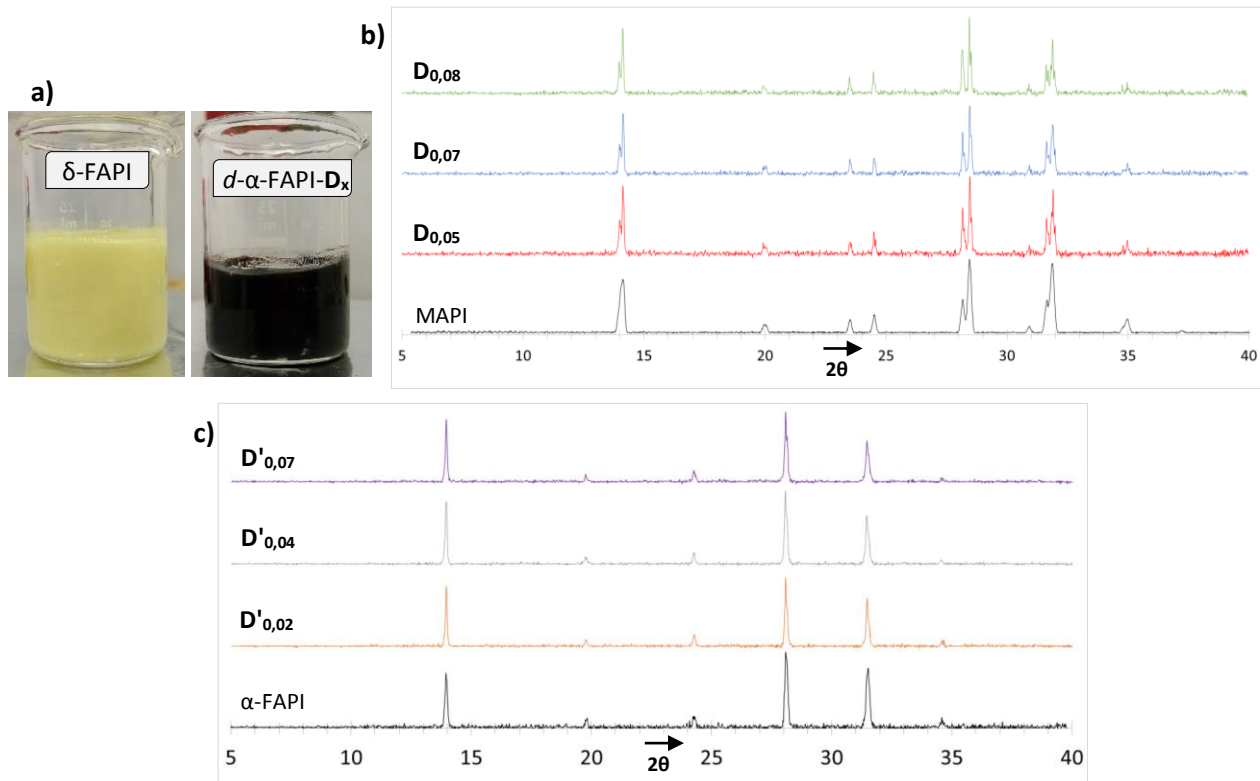 a)
δ-FAPI
d-α-FAPI-Dx
b)
D0,08
D0,07
D0,05
MAPI
5 10 15 20 25 30 35 40
2θ
c)
D'0,07
D'0,04
D'0,02
α-FAPI
5 10 15 20 25 30 35 40
2θ